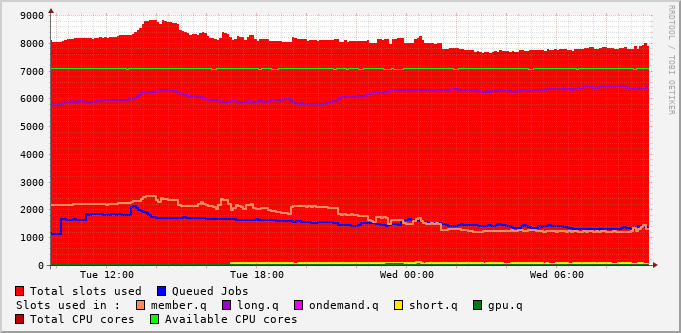 9000
8000
7000
6000
5000
4000
3000
2000
1000
0
Tue 12:00 Tue 18:00 Wed 00:00 Wed 06:00
RRDTOOL / TOBI OETIKER
Total slots used Queued Jobs
Slots used in : member.q long.q ondemand.q short.q gpu.q
Total CPU cores Available CPU cores